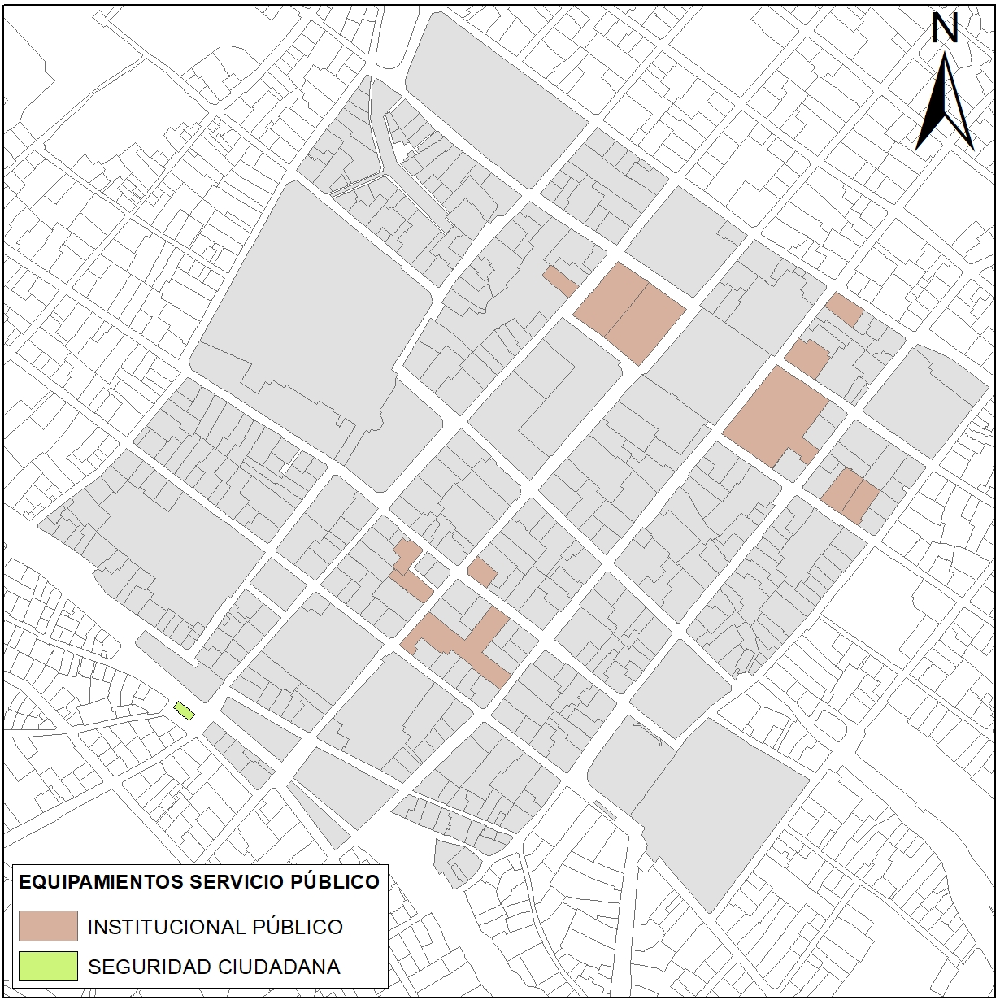 N
EQUIPAMIENTOS SERVICIO PÚBLICO
INSTITUCIONAL PÚBLICO
SEGURIDAD CIUDADANA